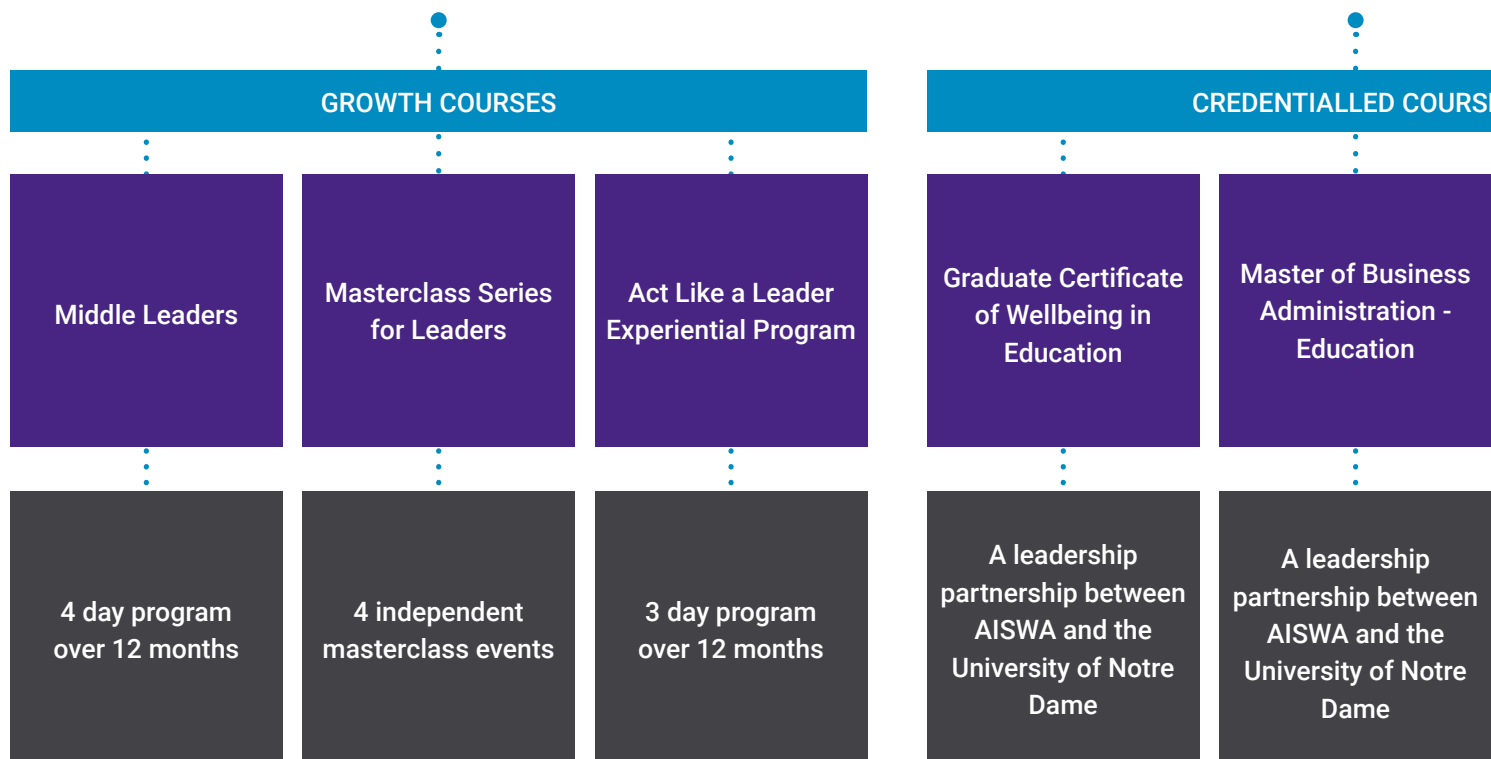 GROWTH COURSES
Middle Leaders
Masterclass Series
for Leaders
Act Like a Leader
Experiential Program
4 day program
over 12 months
4 independent
masterclass events
3 day program
over 12 months
CREDENTIALLED
Graduate Certificate
of Wellbeing in
Education
Master of Business
Administration -
Education
A leadership
partnership between
AISWA and the
University of Notre
Dame
A leadership
partnership between
AISWA and the
University of Notre
Dame